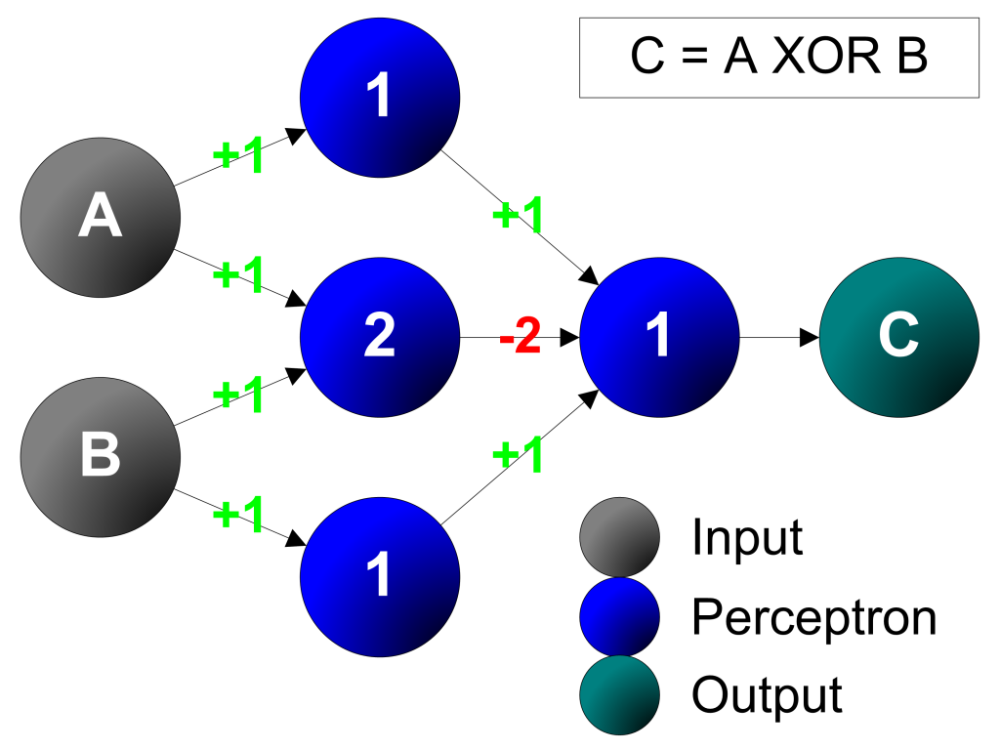 C = A XOR B
1
+1
A
+1
+1
2
-2
1
C
+1
B
+1
+1
1
Input
Perceptron
Output